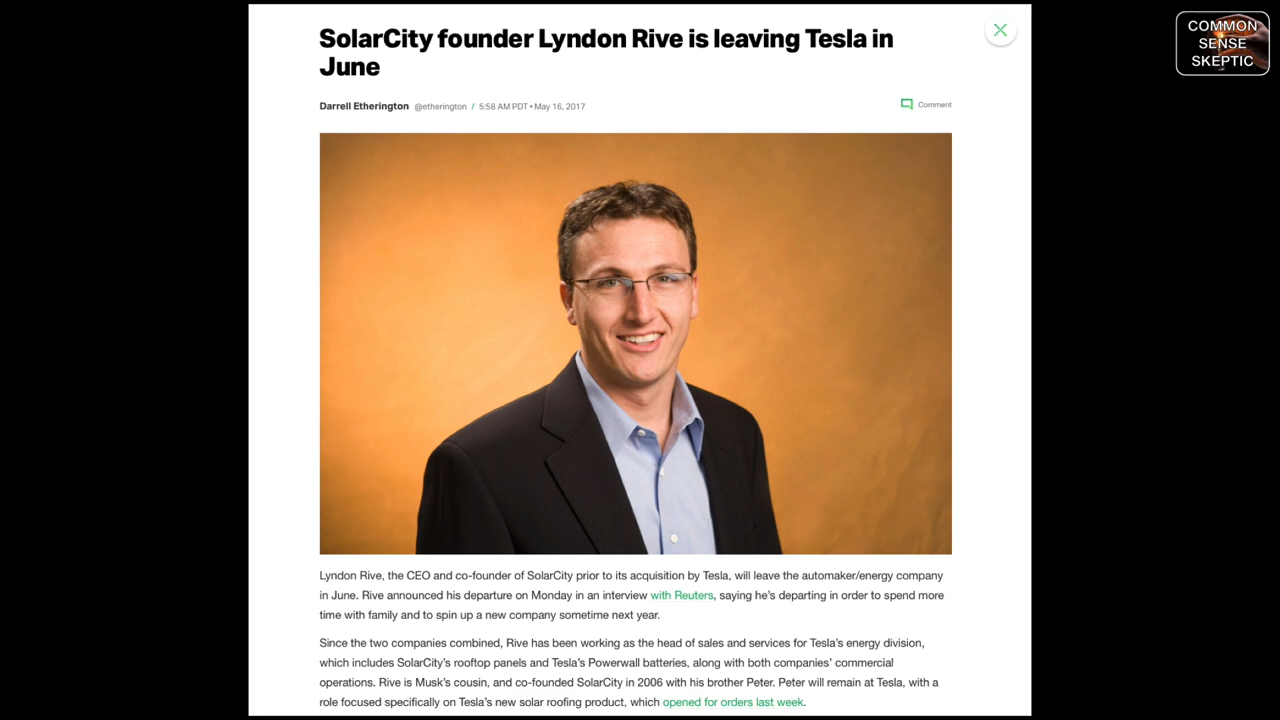 SolarCity founder Lyndon Rive is leaving Tesla in
June
Darrell Etherington @etherington / 5:58 AM PDT • May 16, 2017
Comment
COMMON
SENSE
SKEPTIC
Lyndon Rive, the CEO and co-founder of SolarCity prior to its acquisition by Tesla, will leave the automaker/energy company
in June. Rive announced his departure on Monday in an interview with Reuters, saying he’s departing in order to spend more
time with family and to spin up a new company sometime next year.
Since the two companies combined, Rive has been working as the head of sales and services for Tesla’s energy division,
which includes SolarCity’s rooftop panels and Tesla’s Powerwall batteries, along with both companies’ commercial
operations. Rive is Musk’s cousin, and co-founded SolarCity in 2006 with his brother Peter. Peter will remain at Tesla, with a
role focused specifically on Tesla’s new solar roofing product, which opened for orders last week.